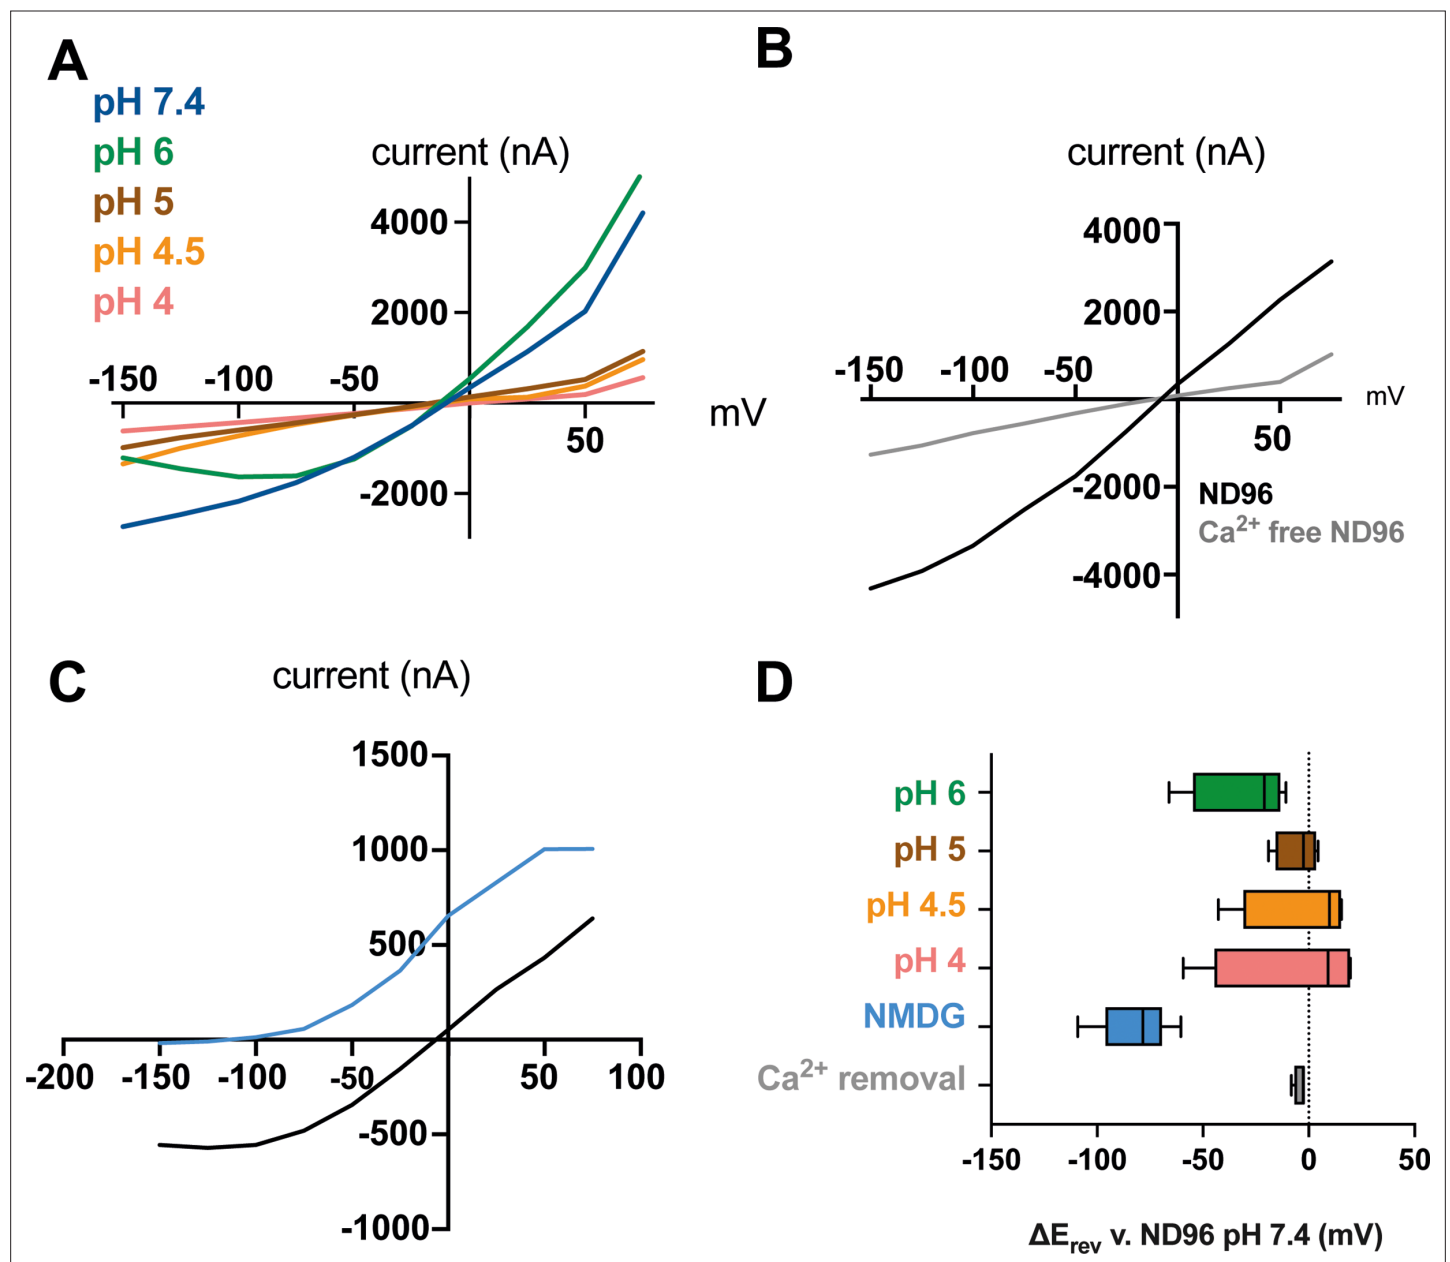 A
pH 7.4
pH 6
pH 5
pH 4.5
pH 4
current (nA)
4000
2000
-150 -100 -50
mV
50
-2000
B
current (nA)
4000
2000
-150 -100 -50
mV
50
-2000
ND96
Ca²⁺ free ND96
-4000
C
current (nA)
1500
1000
500
-200 -150 -100 -50 50 100
-500
-1000
D
pH 6
pH 5
pH 4.5
pH 4
NMDG
Ca²⁺ removal
-150 -100 -50 0 50
ΔErev v. ND96 pH 7.4 (mV)